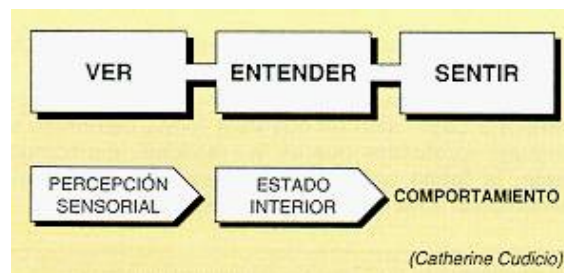 VER
ENTENDER
SENTIR
PERCEPCIÓN
SENSORIAL
ESTADO
INTERIOR
COMPORTAMIENTO
(Catherine Cudicio)